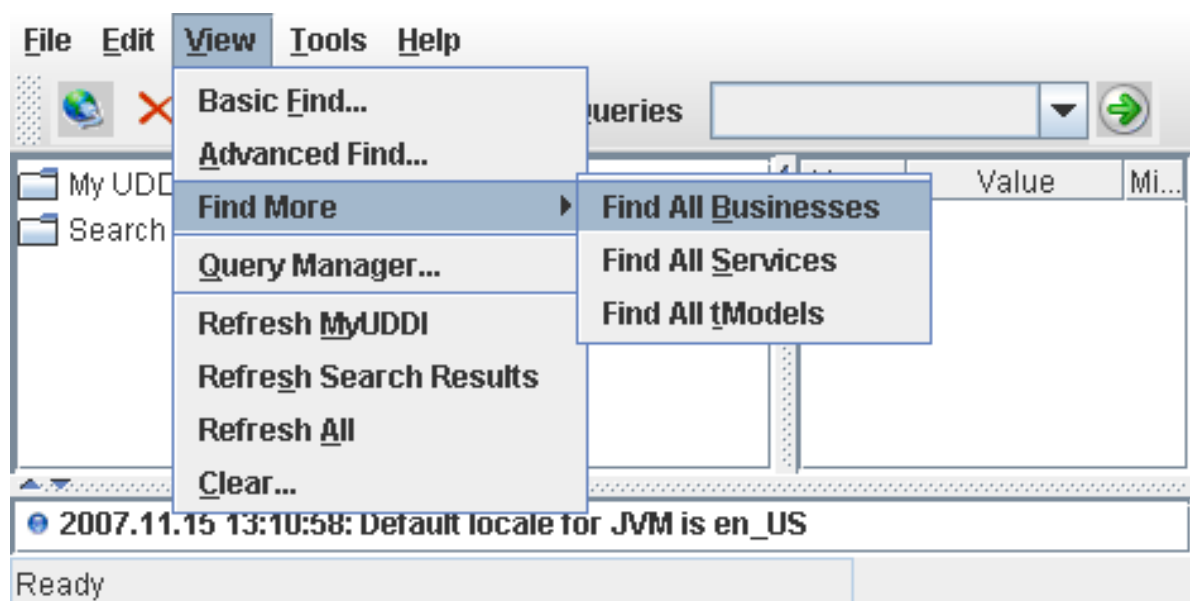 File Edit View Tools Help
Basic Find...
Advanced Find...
Find More
Query Manager...
Refresh MyUDDI
Refresh Search Results
Refresh All
Clear...
Find All Businesses
Find All Services
Find All tModels
My UDD
Search
Value Mi...
2007.11.15 13:10:58: Default locale for JVM is en_US
Ready